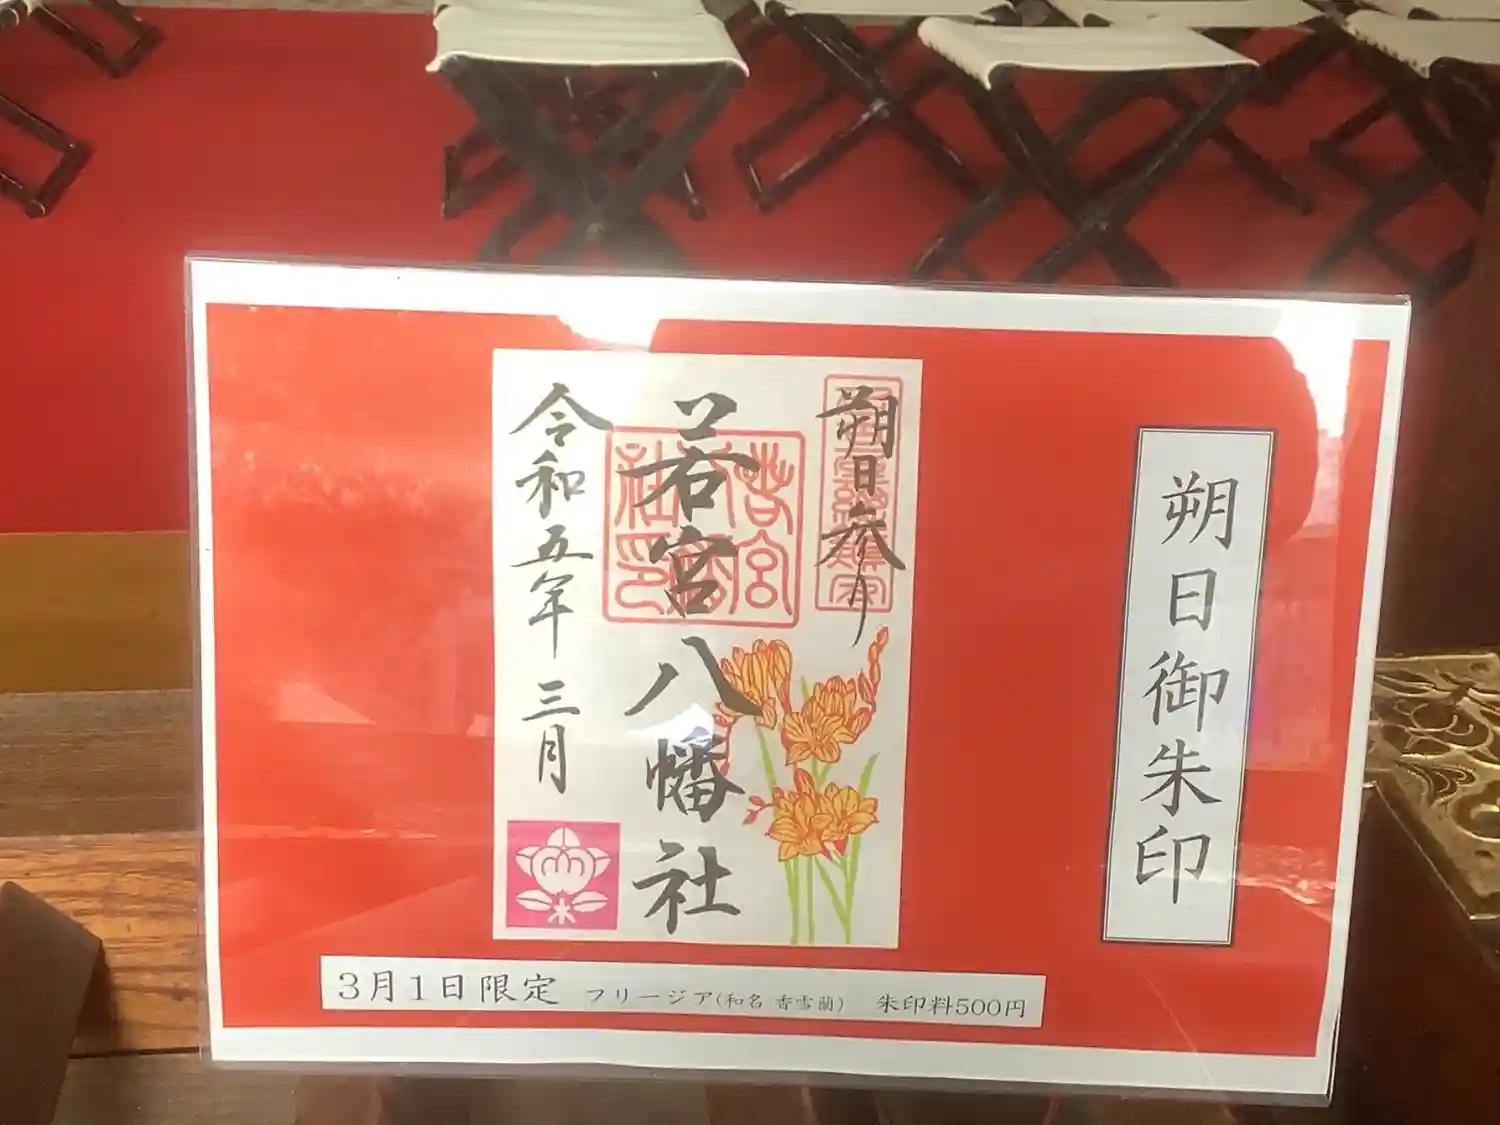 朔日御朱印
朔日参り
若宮八幡社
令和五年三月
3月1日限定 フリージア(和名 香雪蘭) 朱印料500円